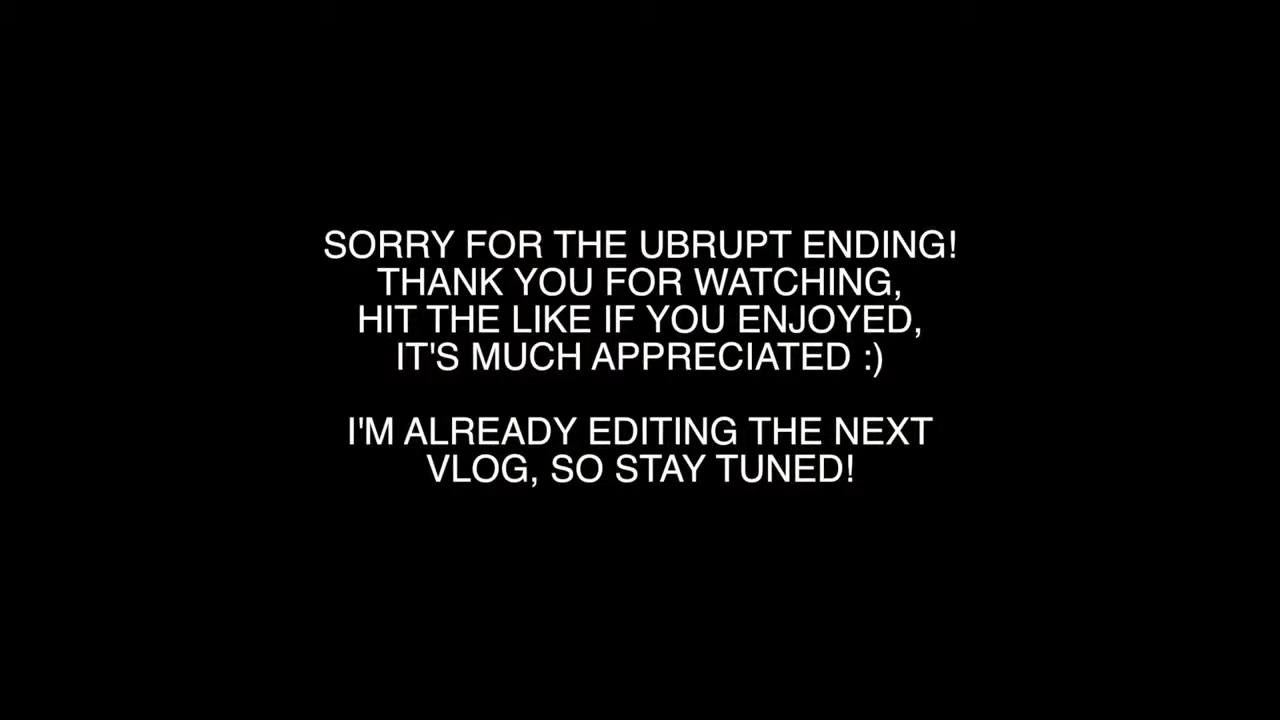 SORRY FOR THE UBRUPT ENDING!
THANK YOU FOR WATCHING,
HIT THE LIKE IF YOU ENJOYED,
IT'S MUCH APPRECIATED :)
I'M ALREADY EDITING THE NEXT
VLOG, SO STAY TUNED!